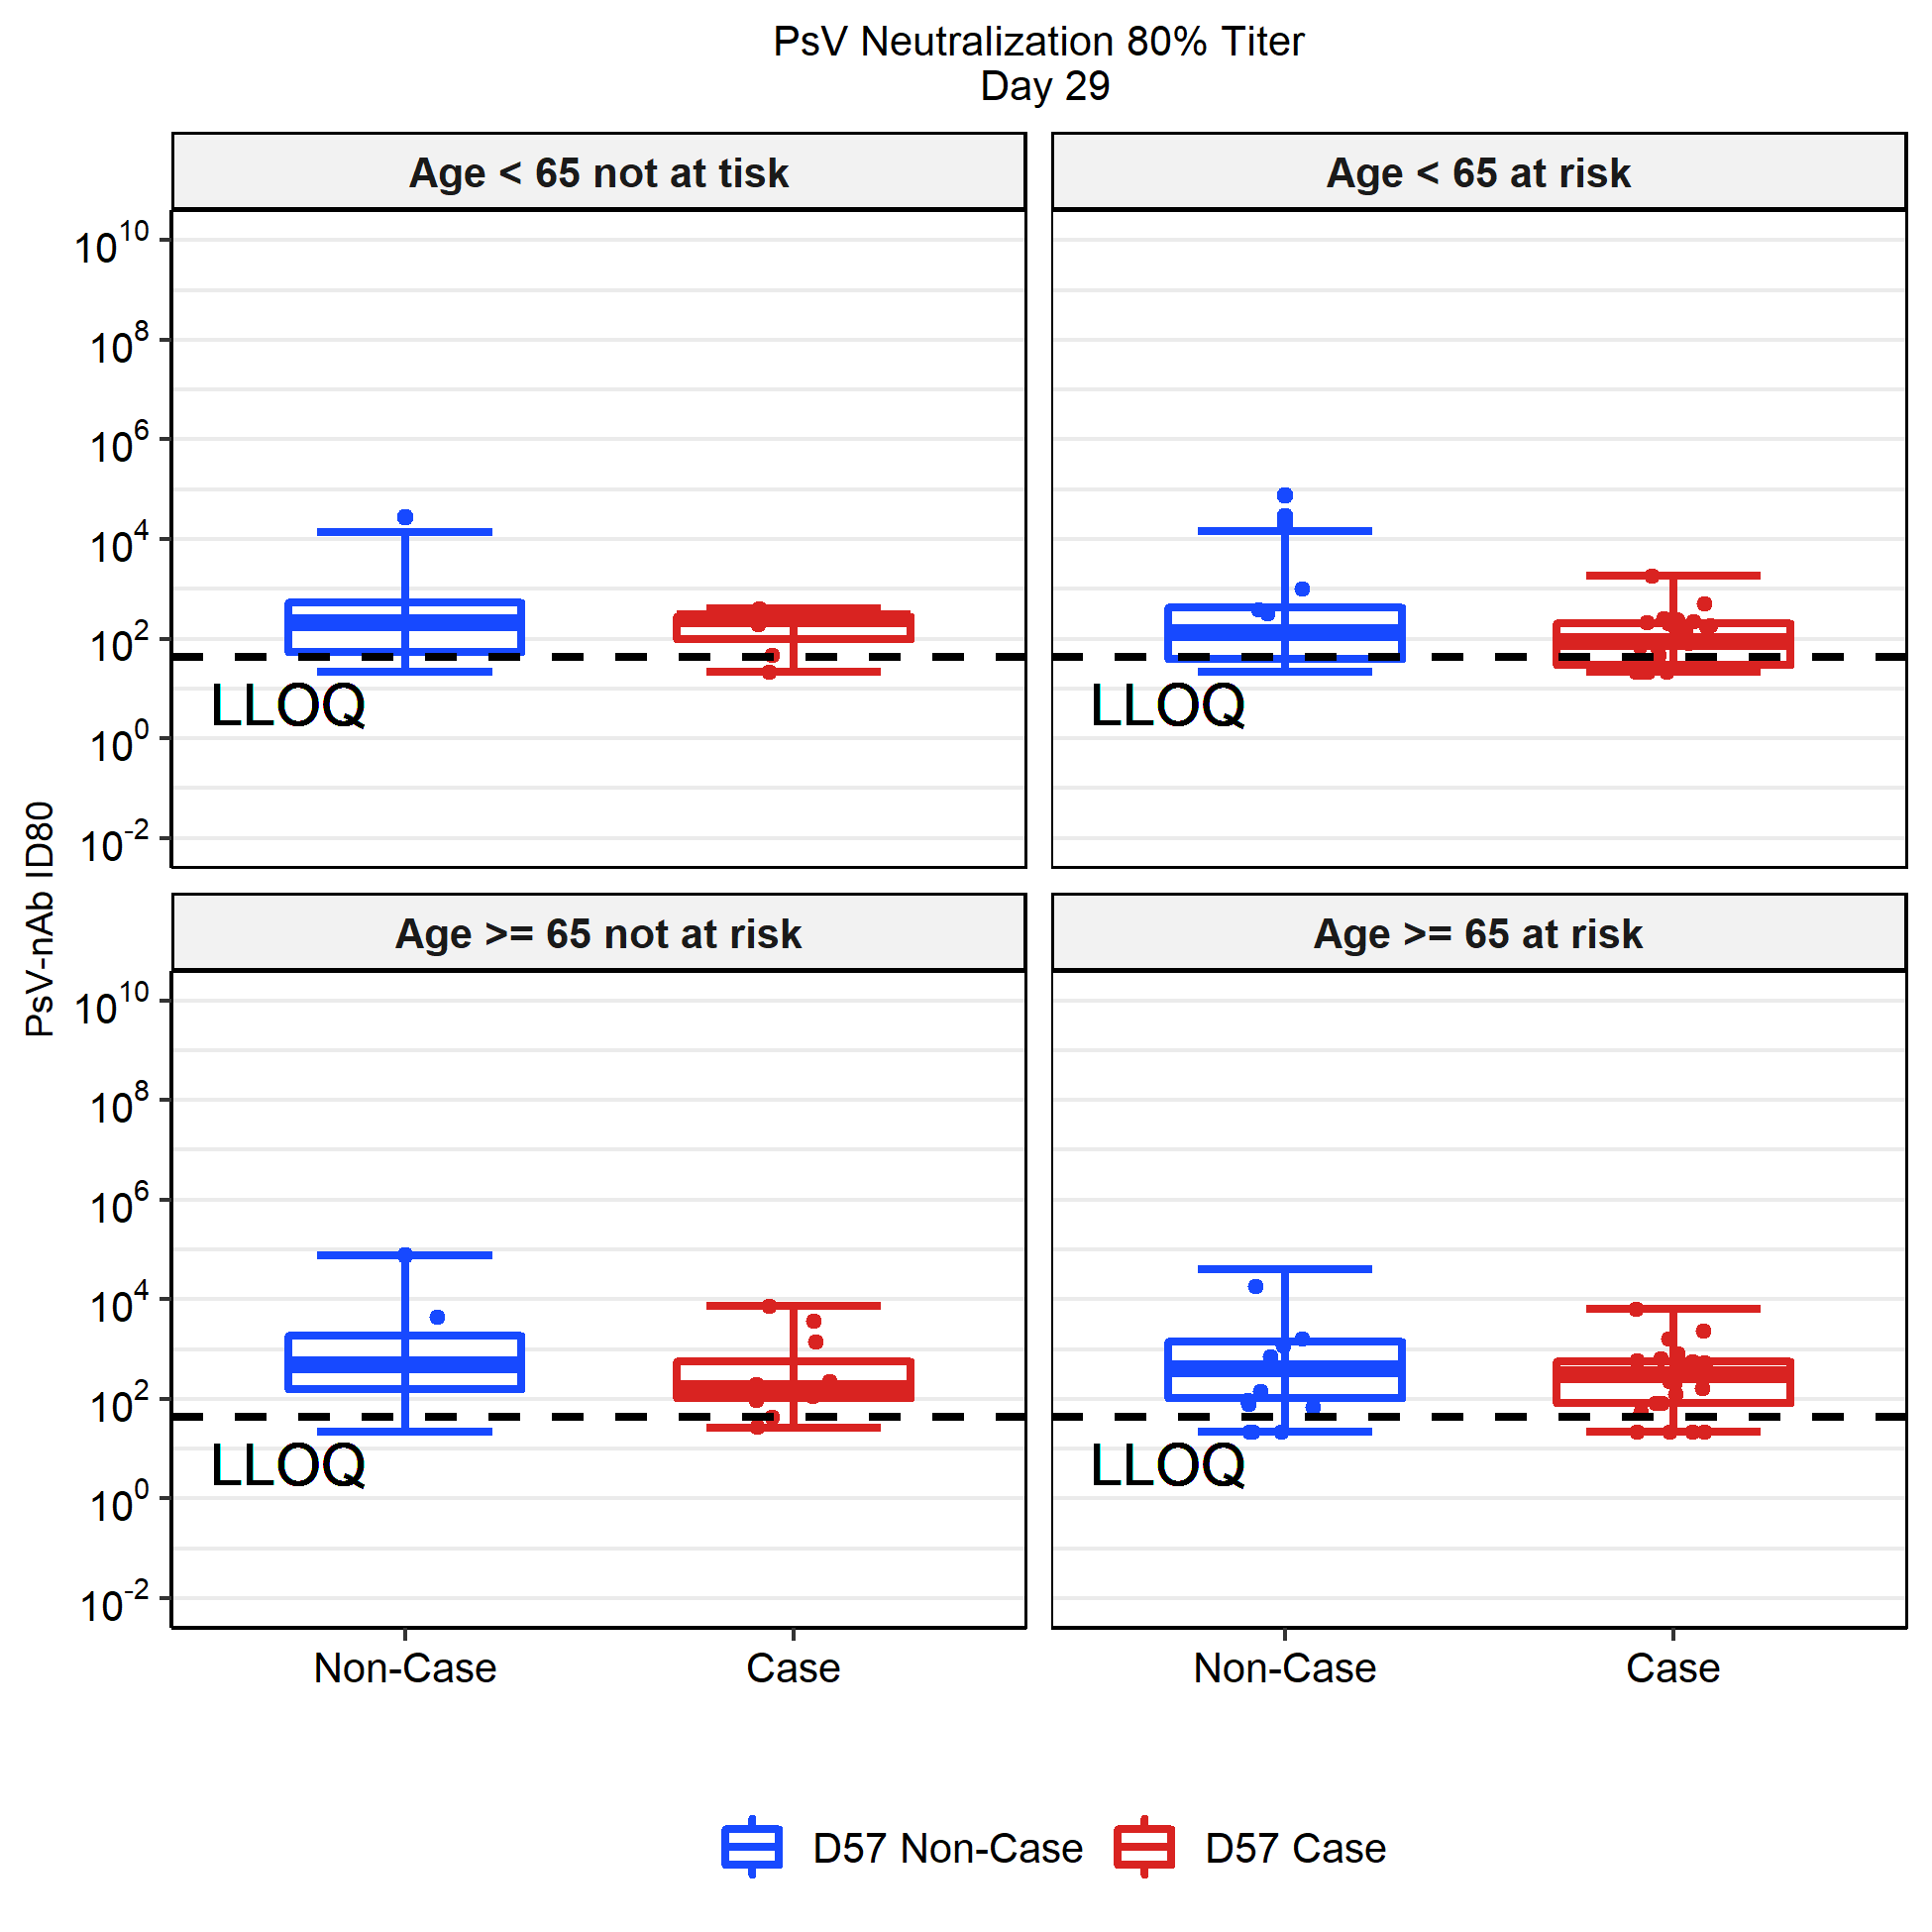 PsV Neutralization 80% Titer
Day 29
Age < 65 not at tisk
Age < 65 at risk
10^10
10^8
10^6
10^4
10^2
10^0
10^-2
LLOQ
LLOQ
PsV-nAb ID80
Age >= 65 not at risk
Age >= 65 at risk
10^10
10^8
10^6
10^4
10^2
10^0
10^-2
LLOQ
LLOQ
Non-Case
Case
Non-Case
Case
D57 Non-Case
D57 Case